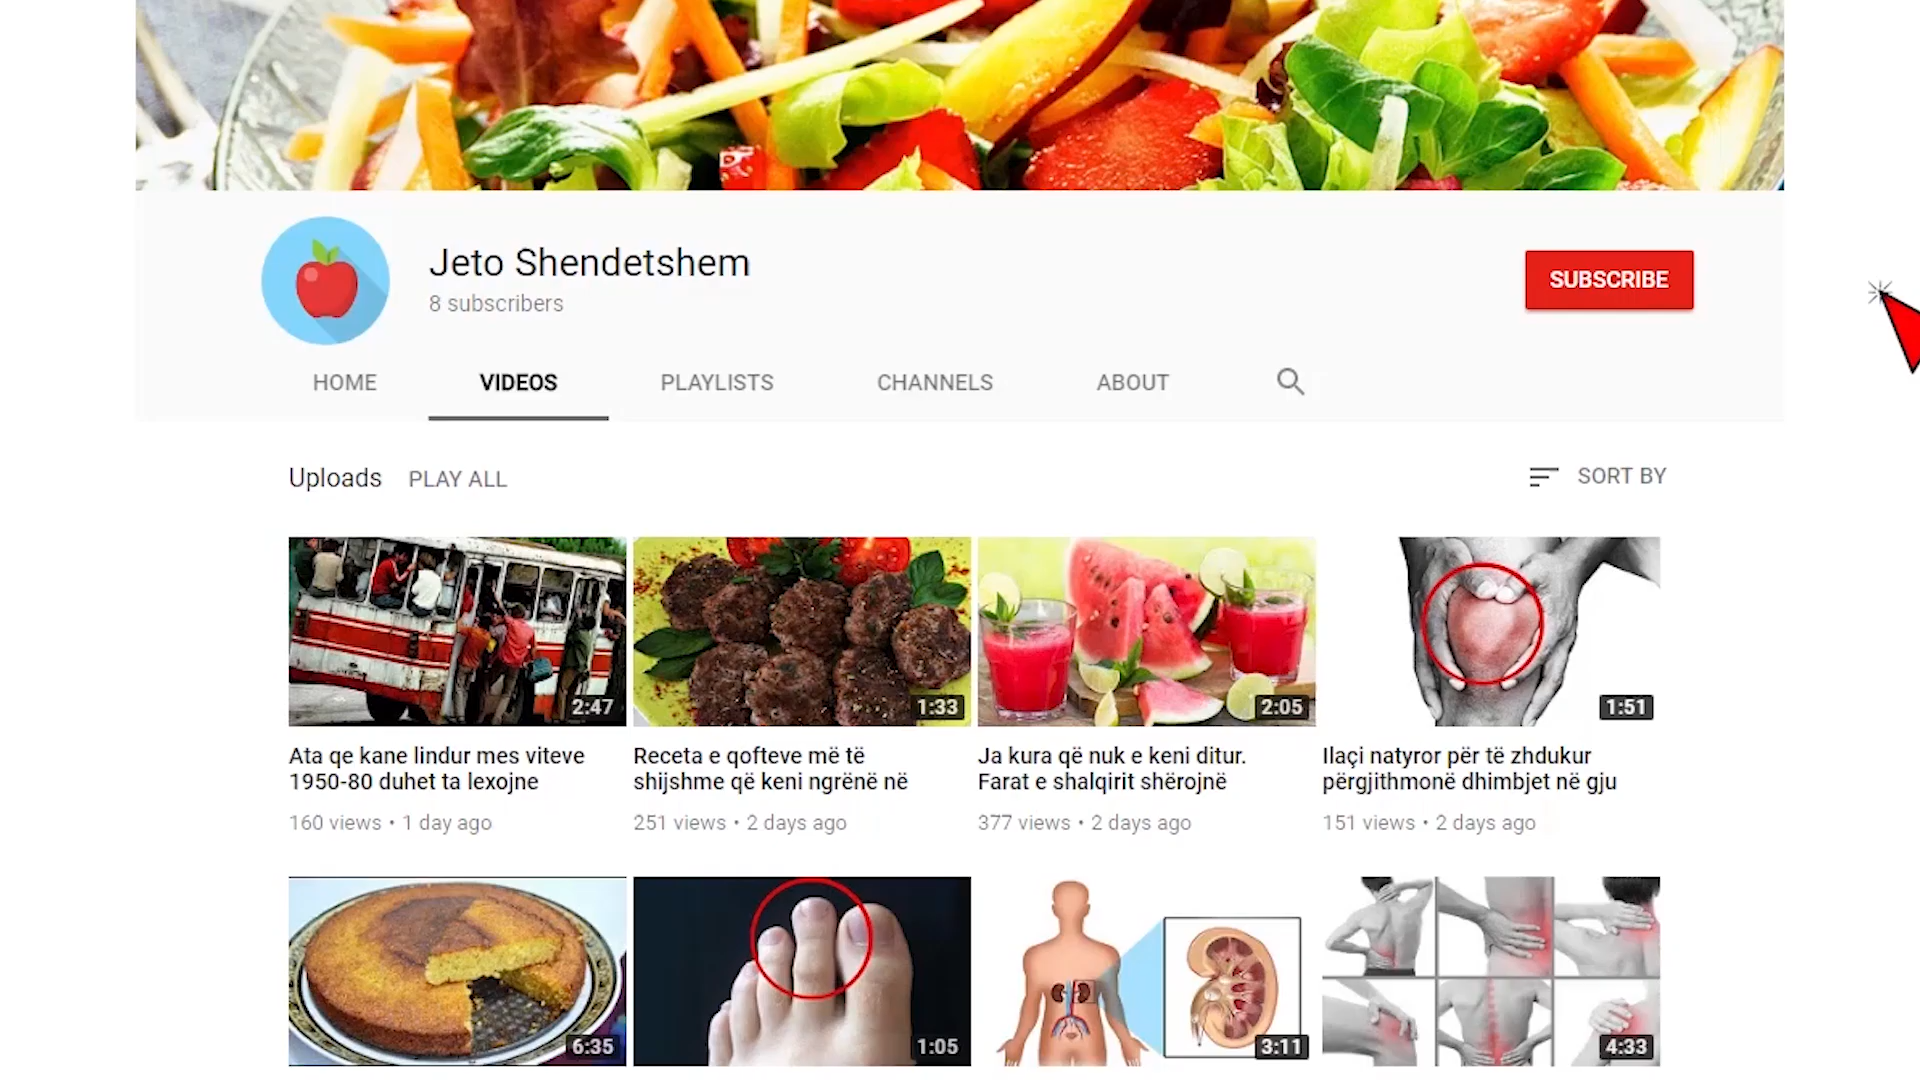 Jeto Shendetshem
8 subscribers
SUBSCRIBE
HOME VIDEOS PLAYLISTS CHANNELS ABOUT
Uploads PLAY ALL SORT BY
2:47 1:33 2:05 1:51
Ata qe kane lindur mes viteve
1950-80 duhet ta lexojne
160 views • 1 day ago
Receta e qofteve më të
shijshme që keni ngrënë në
251 views • 2 days ago
Ja kura që nuk e keni ditur.
Farat e shalqirit shërojnë
377 views • 2 days ago
Ilaçi natyror për të zhdukur
përgjithmonë dhimbjet në gju
151 views • 2 days ago
6:35 1:05 3:11 4:33